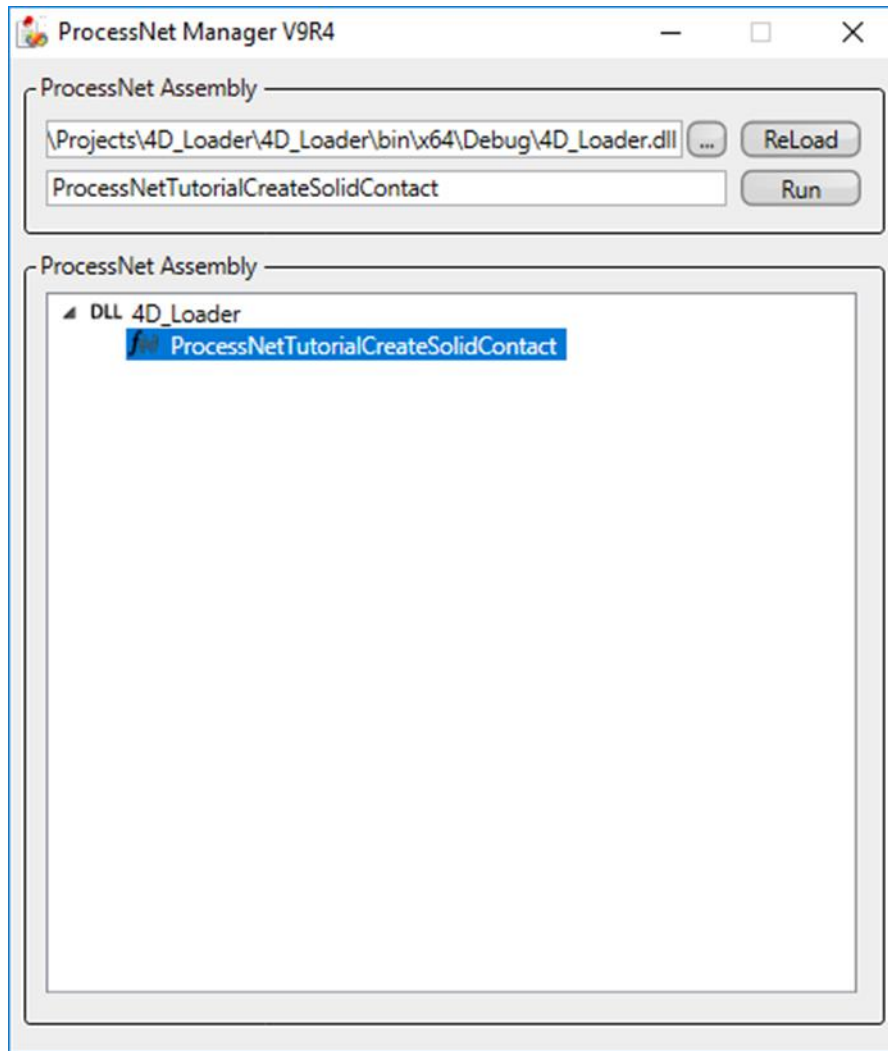 ProcessNet Manager V9R4
ProcessNet Assembly
\Projects\4D_Loader\4D_Loader\bin\x64\Debug\4D_Loader.dll ... ReLoad
ProcessNetTutorialCreateSolidContact Run
ProcessNet Assembly
DLL 4D_Loader
ProcessNetTutorialCreateSolidContact